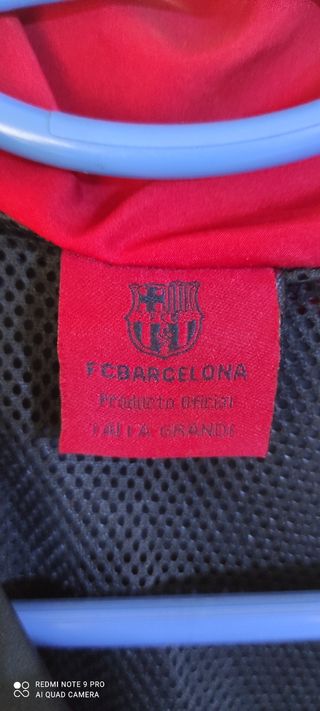 FCBARCELONA
Producto Oficial
TALLA GRANDE
REDMI NOTE 9 PRO
AI QUAD CAMERA